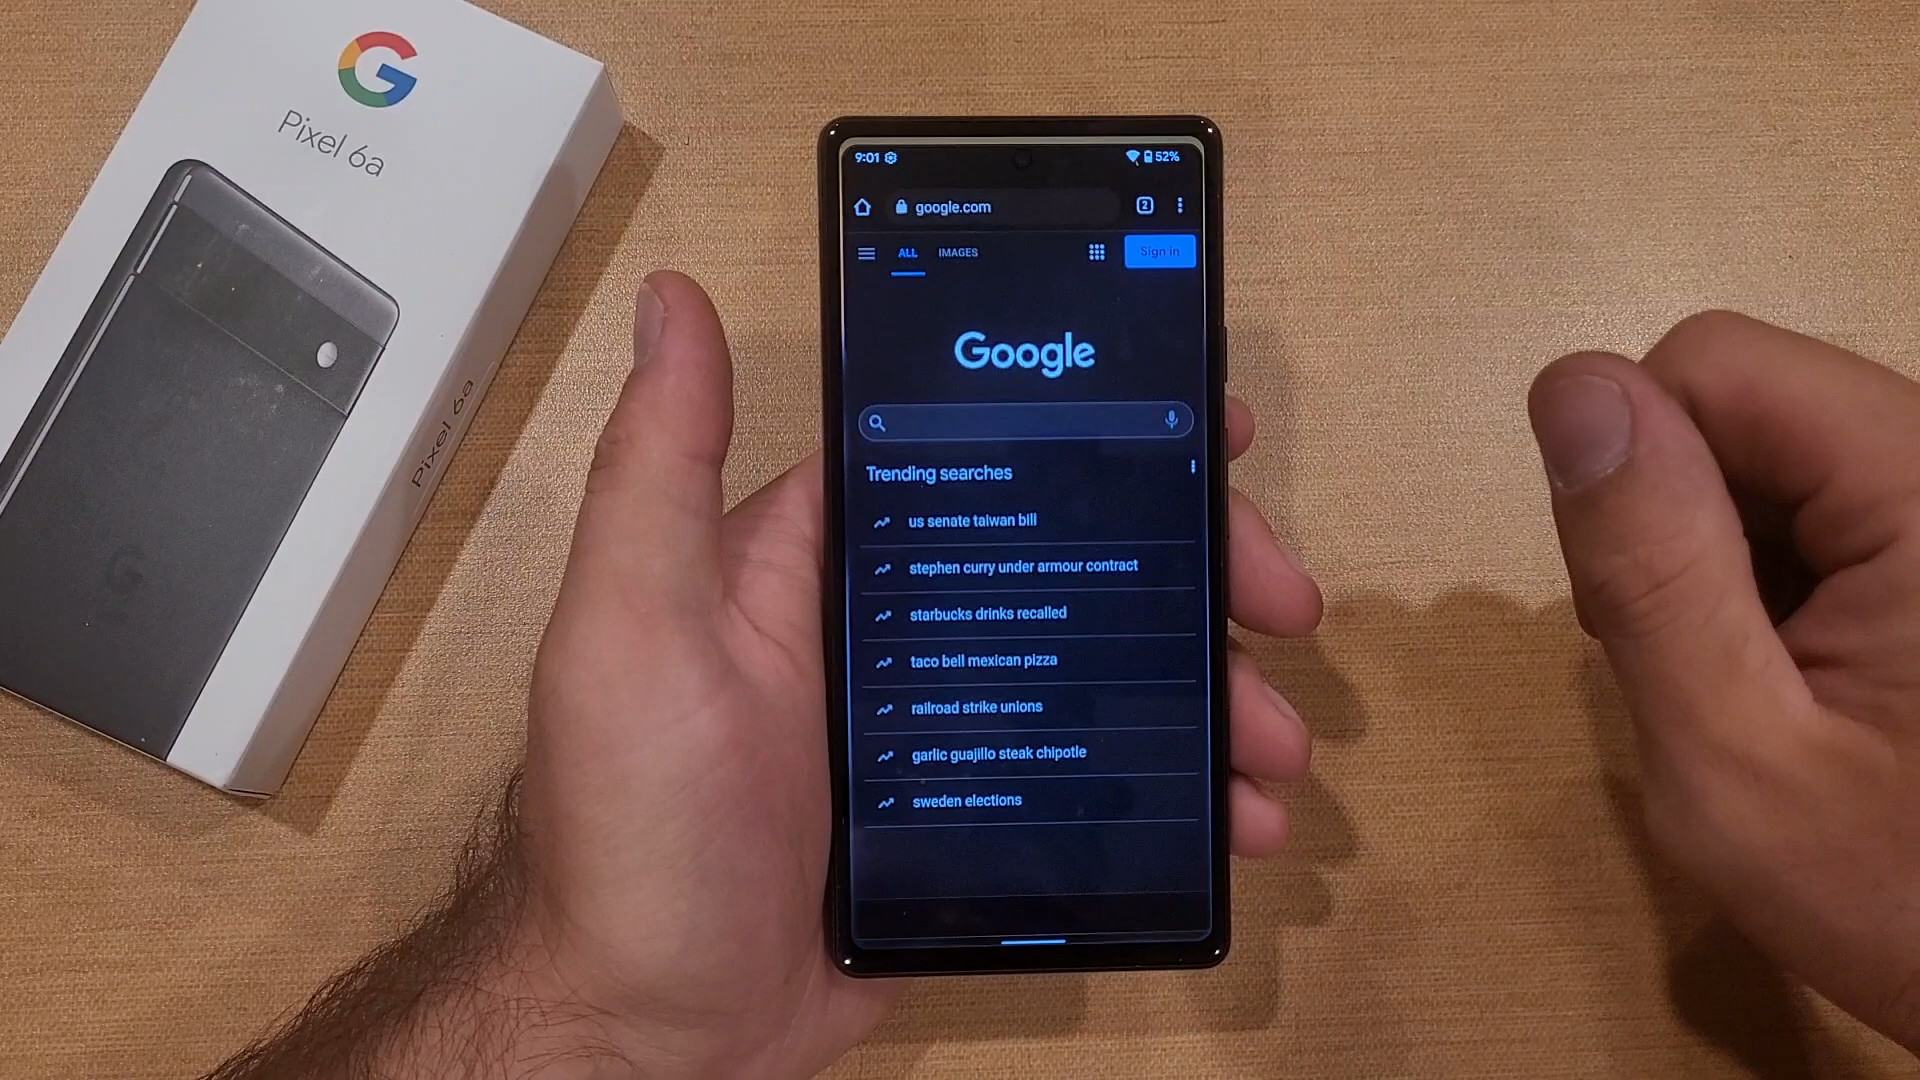 G
Pixel 6a
Pixel 6a
G
9:01
52%
google.com
2
ALL
IMAGES
Sign in
Google
Trending searches
us senate taiwan bill
stephen curry under armour contract
starbucks drinks recalled
taco bell mexican pizza
railroad strike unions
garlic guajillo steak chipotle
sweden elections